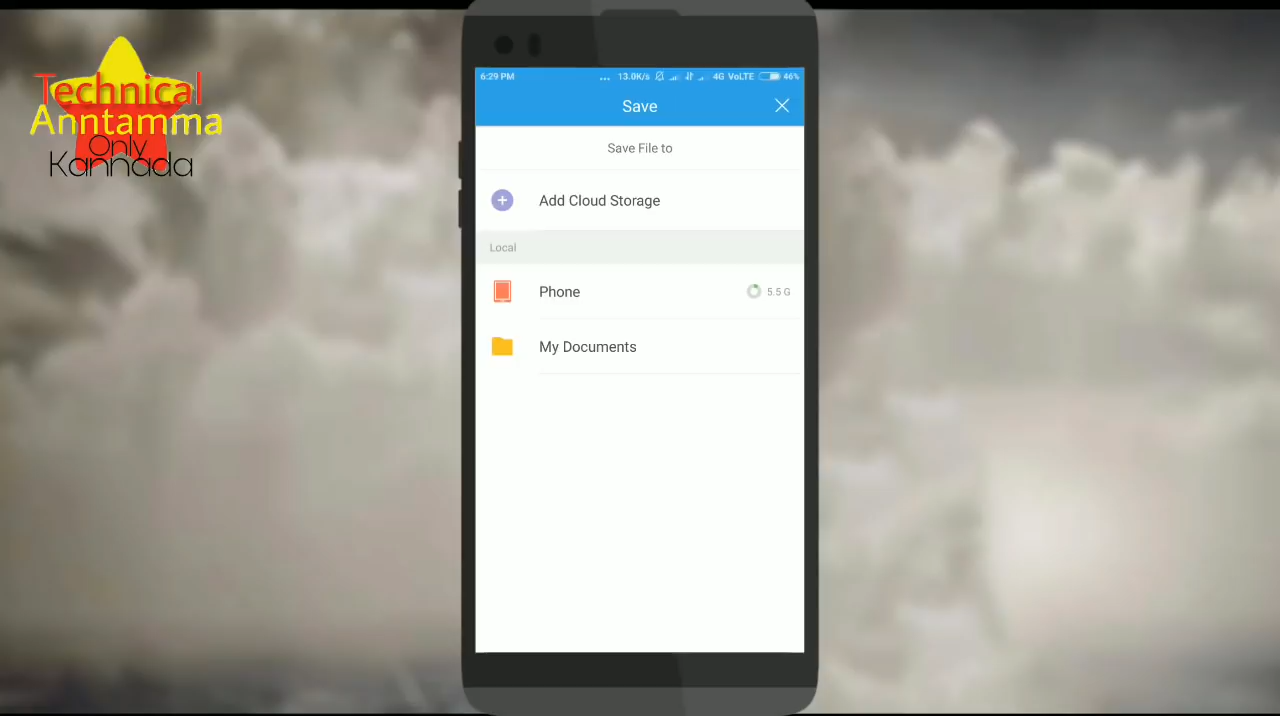 Technical
Anntamma
Only
Kannada
6:29 PM ... 13.0K/s 4G VoLTE 46%
Save
Save File to
Add Cloud Storage
Local
Phone 5.5 G
My Documents